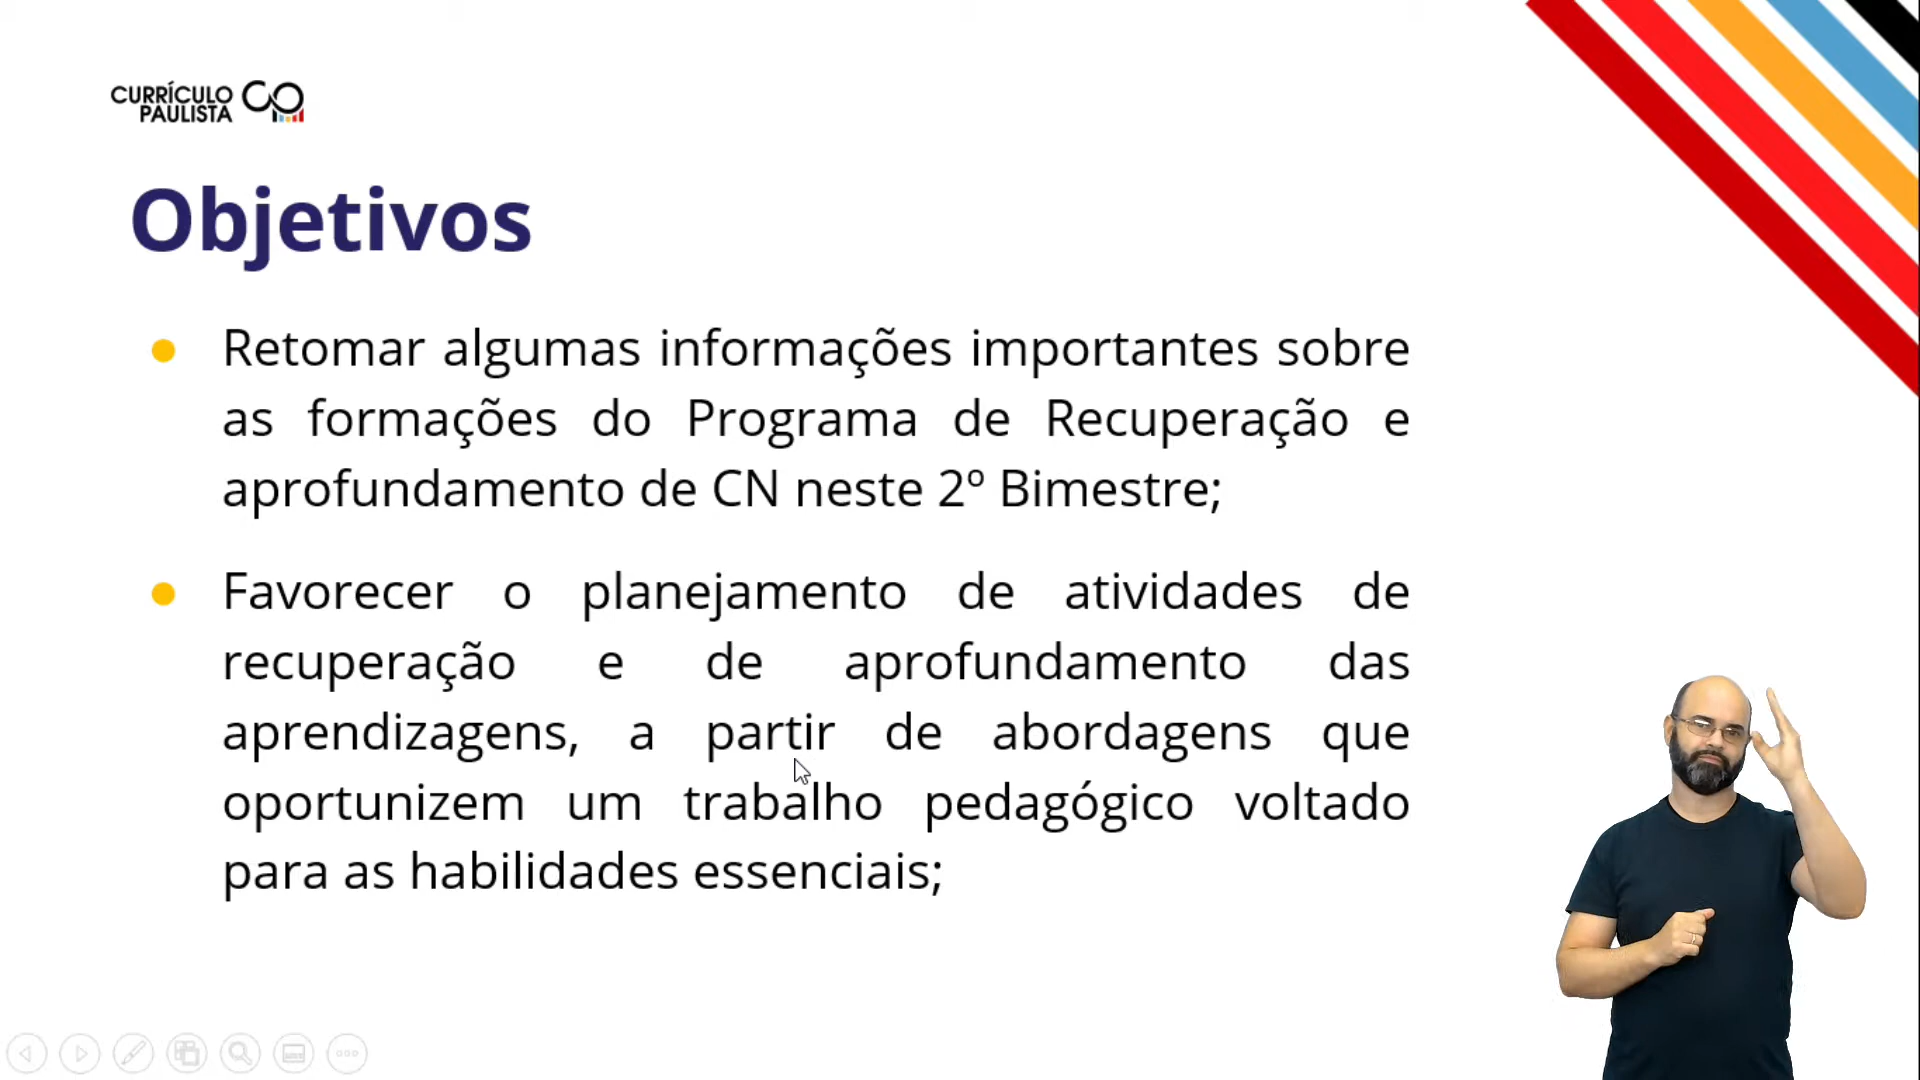 CURRÍCULO
PAULISTA
Objetivos
Retomar algumas informações importantes sobre
as formações do Programa de Recuperação e
aprofundamento de CN neste 2º Bimestre;
Favorecer o planejamento de atividades de
recuperação e de aprofundamento das
aprendizagens, a partir de abordagens que
oportunizem um trabalho pedagógico voltado
para as habilidades essenciais;